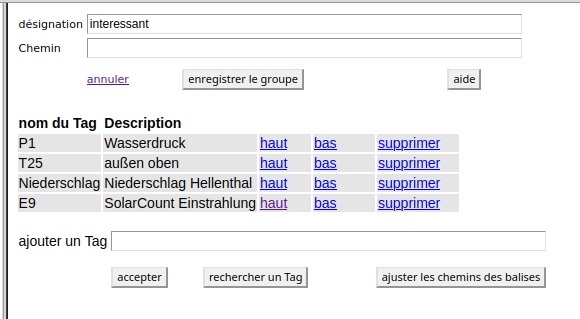 désignation interessant
Chemin
annuler enregistrer le groupe aide
nom du Tag Description
P1 Wasserdruck haut bas supprimer
T25 außen oben haut bas supprimer
Niederschlag Niederschlag Hellenthal haut bas supprimer
E9 SolarCount Einstrahlung haut bas supprimer
ajouter un Tag
accepter rechercher un Tag ajuster les chemins des balises